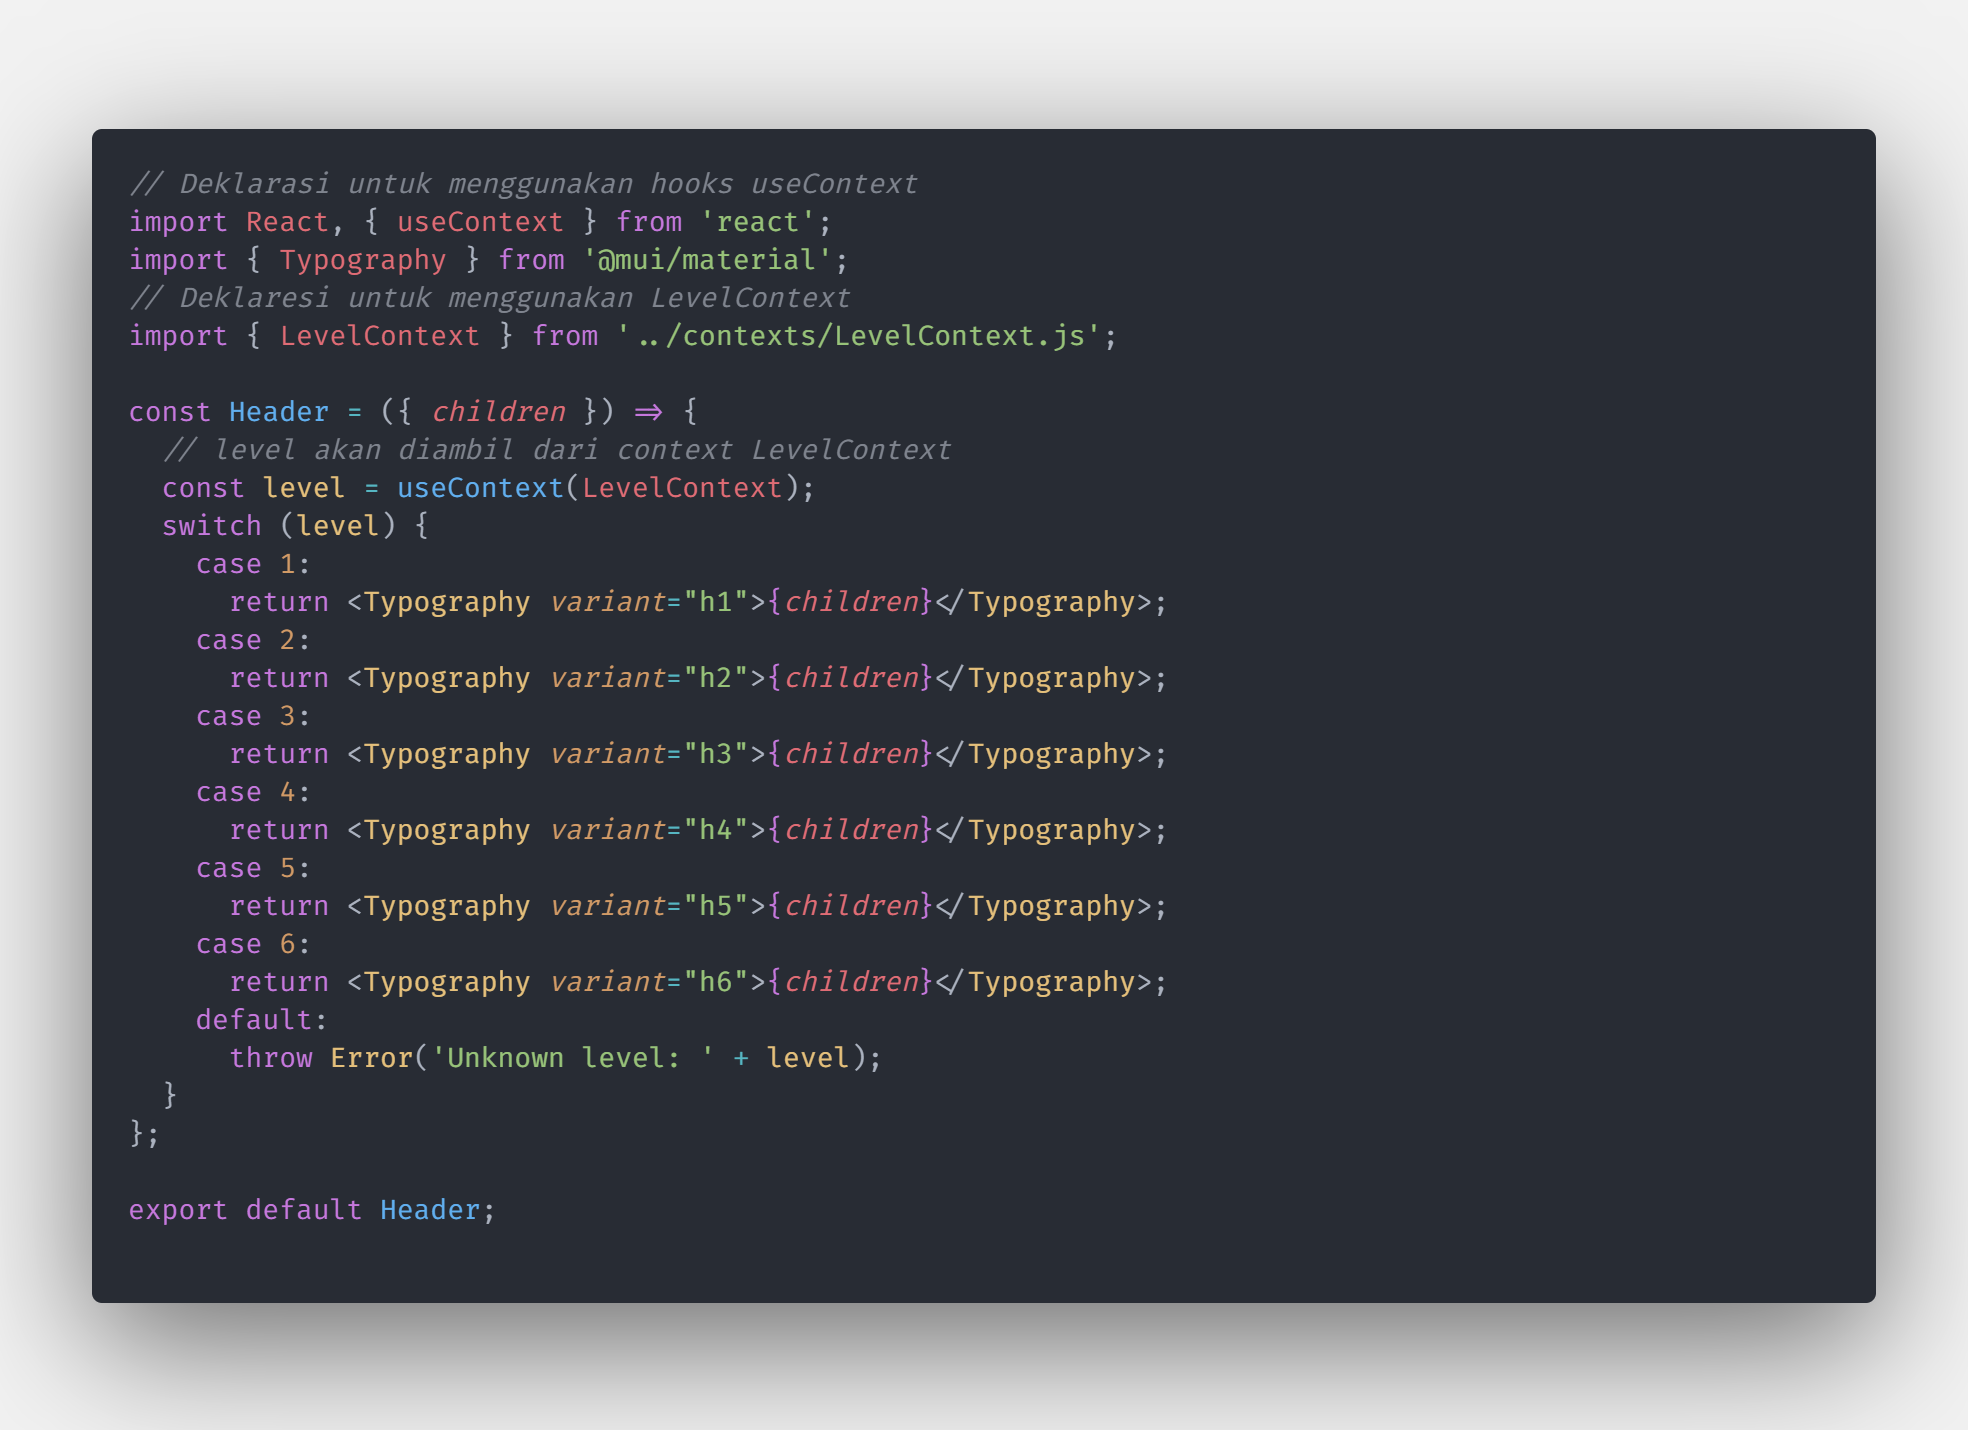 // Deklarasi untuk menggunakan hooks useContext
import React, { useContext } from 'react';
import { Typography } from '@mui/material';
// Deklaresi untuk menggunakan LevelContext
import { LevelContext } from '../contexts/LevelContext.js';

const Header = ({ children }) => {
  // level akan diambil dari context LevelContext
  const level = useContext(LevelContext);
  switch (level) {
    case 1:
      return <Typography variant="h1">{children}</Typography>;
    case 2:
      return <Typography variant="h2">{children}</Typography>;
    case 3:
      return <Typography variant="h3">{children}</Typography>;
    case 4:
      return <Typography variant="h4">{children}</Typography>;
    case 5:
      return <Typography variant="h5">{children}</Typography>;
    case 6:
      return <Typography variant="h6">{children}</Typography>;
    default:
      throw Error('Unknown level: ' + level);
  }
};

export default Header;